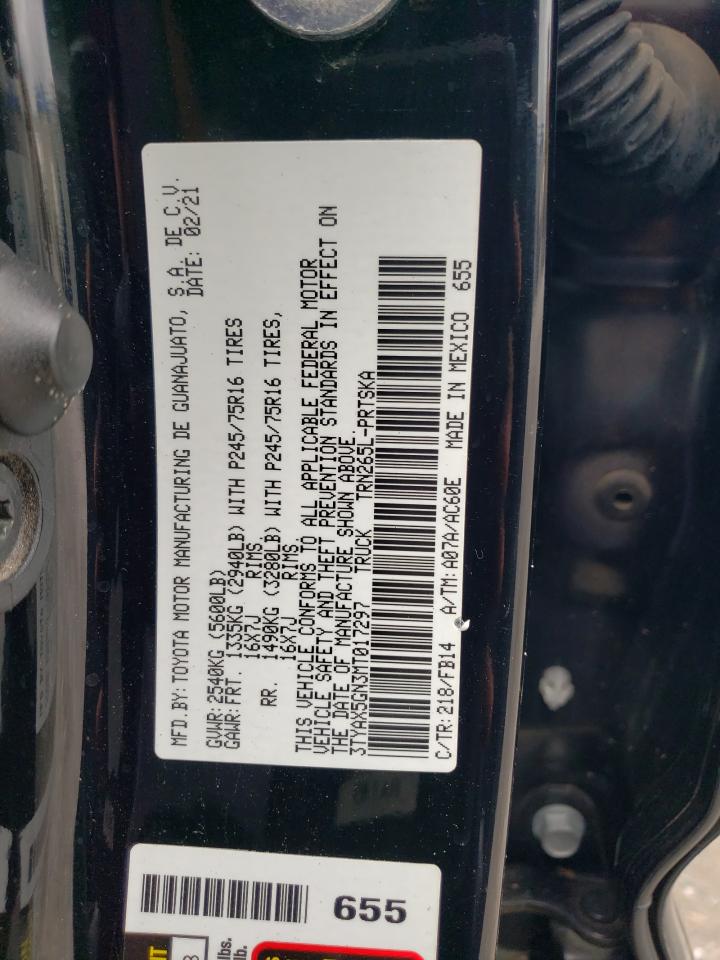 MFD.BY: TOYOTA MOTOR MANUFACTURING DE GUANAJUATO, S.A. DE C.V.
DATE: 02/21
GVWR: 2540KG (5600LB)
GAWR: FRT. 1335KG (2940LB) WITH P245/75R16 TIRES
16X7J RIMS
RR. 1490KG (3280LB) WITH P245/75R16 TIRES,
16X7J RIMS
THIS VEHICLE CONFORMS TO ALL APPLICABLE FEDERAL MOTOR
VEHICLE SAFETY AND THEFT PREVENTION STANDARDS IN EFFECT ON
THE DATE OF MANUFACTURE SHOWN ABOVE.
3TYAX5GN3MT017297 TRUCK TRN265L-PRTSKA
C/TR: 218/FB14 A/TM: A07A/AC60E MADE IN MEXICO 655
655
lbs.